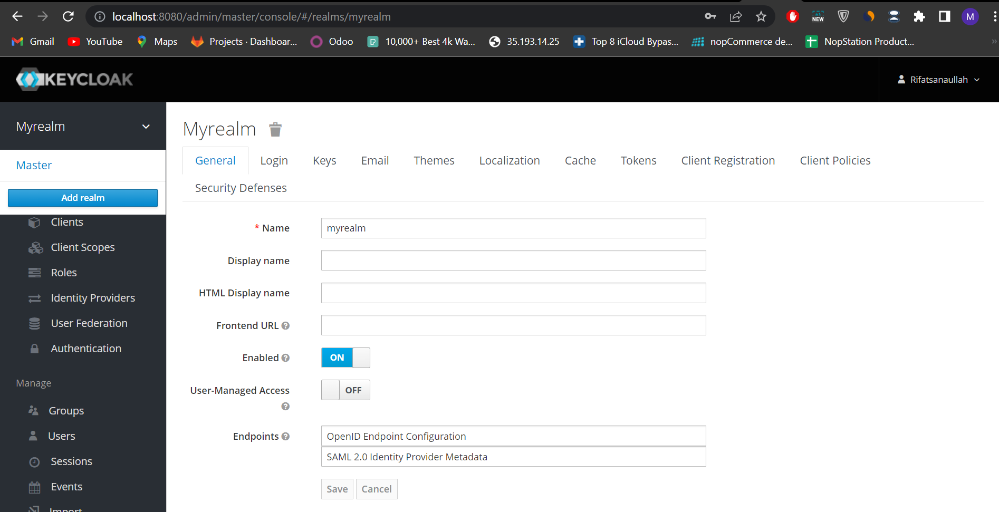 localhost:8080/admin/master/console/#/realms/myrealm
NEW
M
Gmail
YouTube
Maps
Projects · Dashboar...
Odoo
10,000+ Best 4k Wa...
35.193.14.25
Top 8 iCloud Bypas...
nopCommerce de...
NopStation Product...
»
KEYCLOAK
Rifatsanaullah
Myrealm
Master
Add realm
Clients
Client Scopes
Roles
Identity Providers
User Federation
Authentication
Manage
Groups
Users
Sessions
Events
Import
Myrealm
General
Login
Keys
Email
Themes
Localization
Cache
Tokens
Client Registration
Client Policies
Security Defenses
* Name
myrealm
Display name
HTML Display name
Frontend URL
Enabled
ON
User-Managed Access
OFF
Endpoints
OpenID Endpoint Configuration
SAML 2.0 Identity Provider Metadata
Save
Cancel